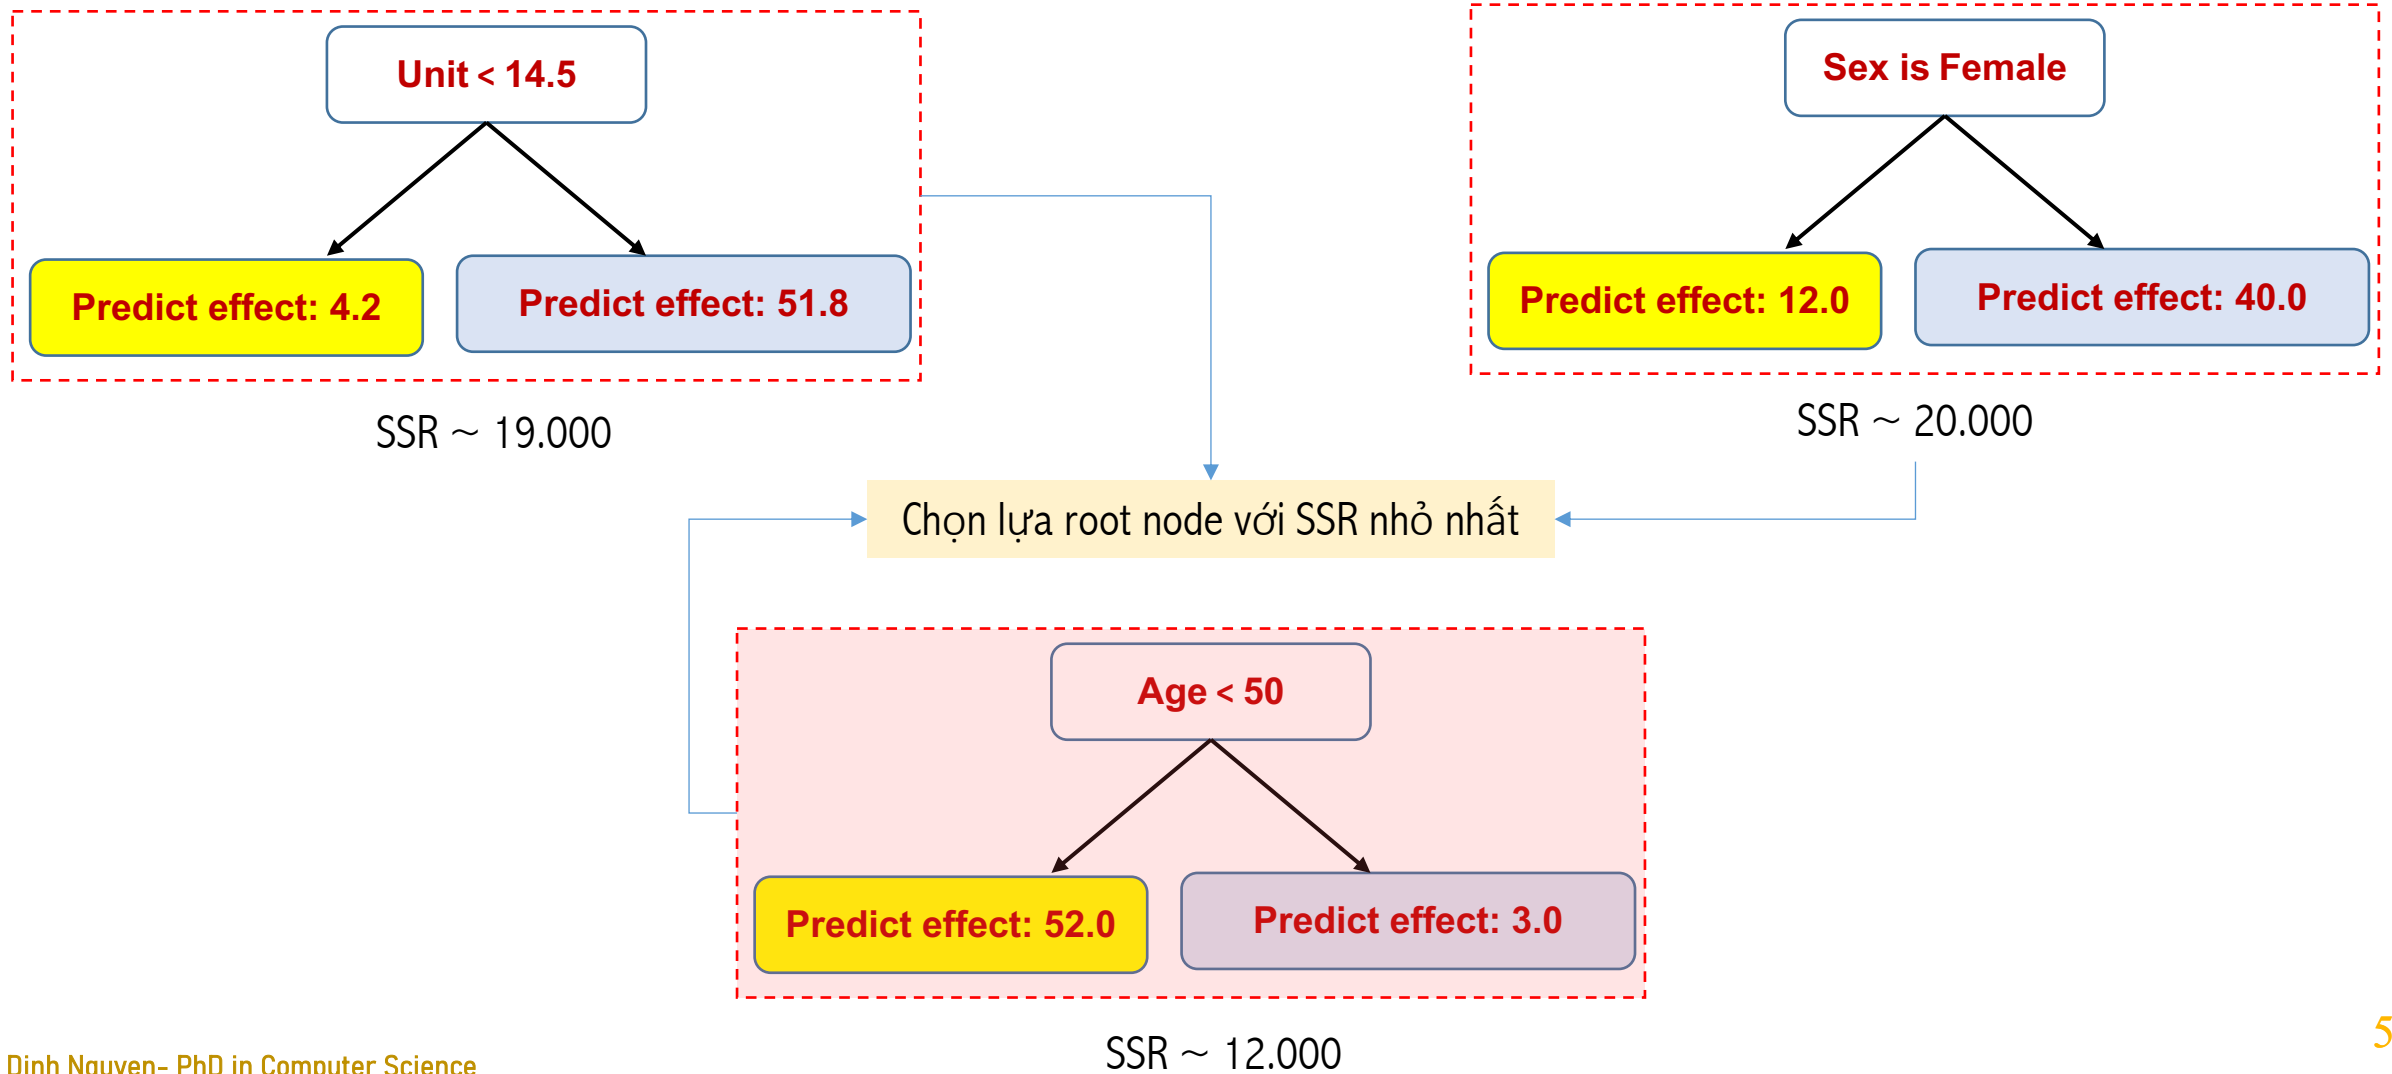 Unit < 14.5
Predict effect: 4.2
Predict effect: 51.8
SSR ~ 19.000
Sex is Female
Predict effect: 12.0
Predict effect: 40.0
SSR ~ 20.000
Chọn lựa root node với SSR nhỏ nhất
Age < 50
Predict effect: 52.0
Predict effect: 3.0
SSR ~ 12.000
Dinh Nguyen- PhD in Computer Science
5